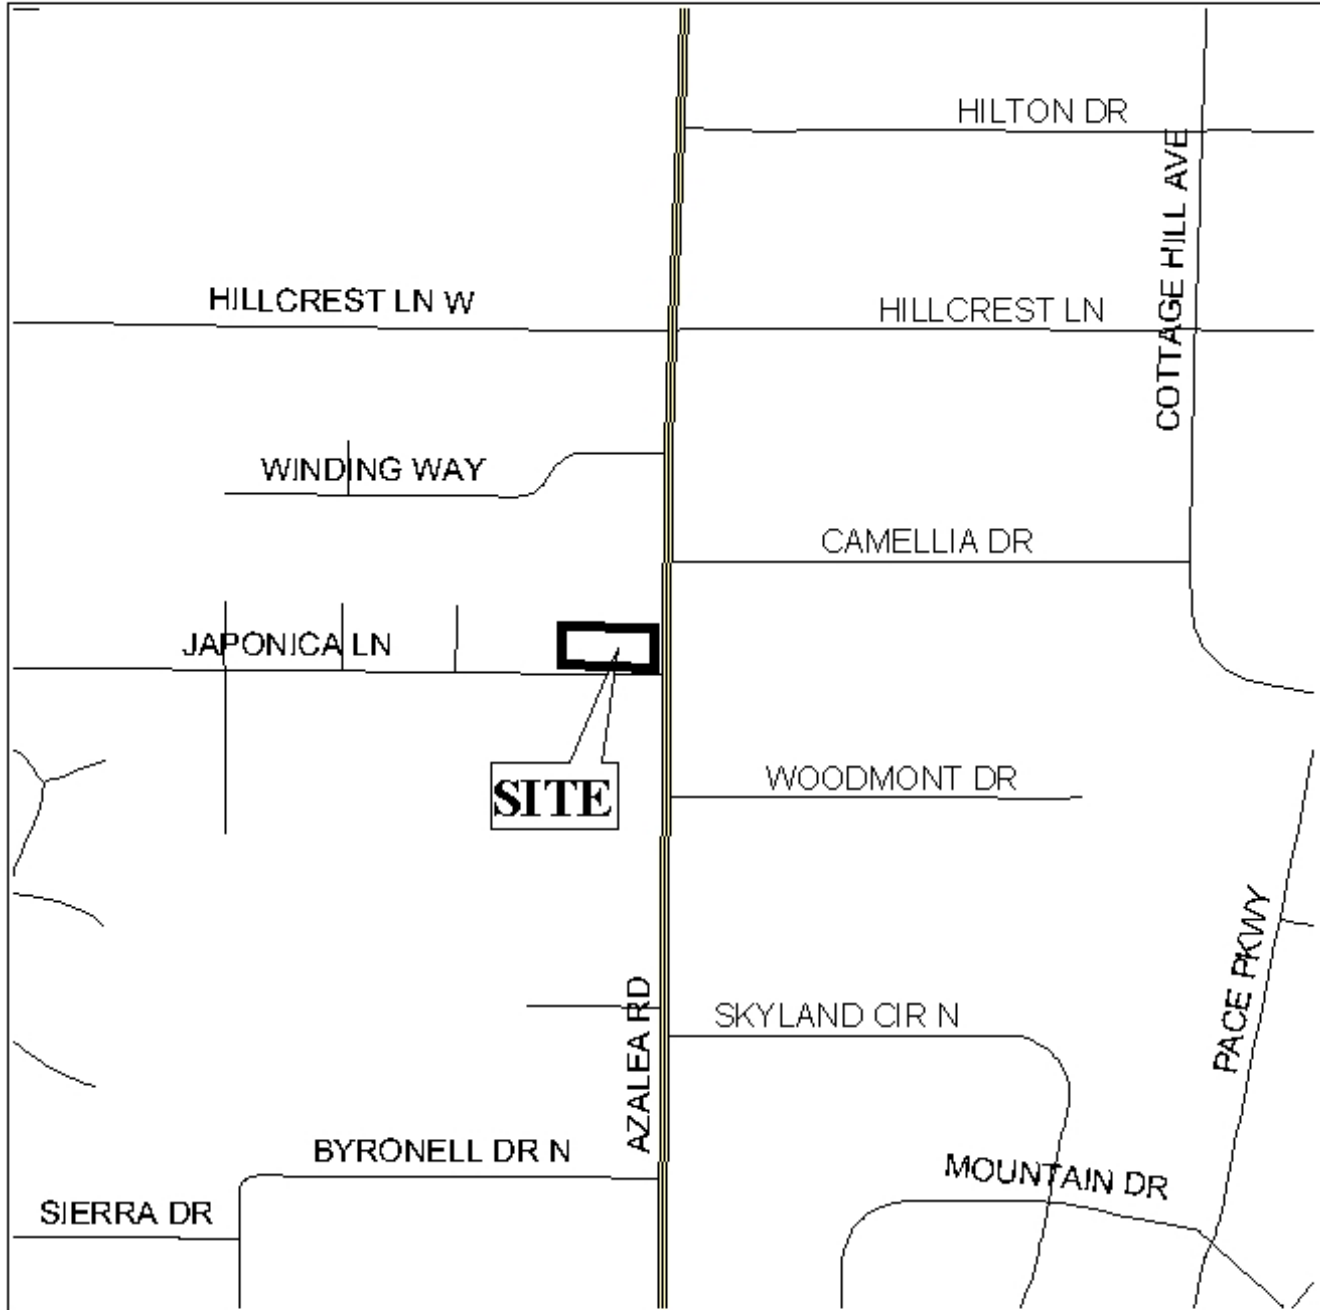 HILTON DR
COTTAGE HILL AVE
HILLCREST LN W
HILLCREST LN
WINDING WAY
CAMELLIA DR
JAPONICA LN
SITE
WOODMONT DR
PACE PKWY
AZALEA RD
SKYLAND CIR N
BYRONELL DR N
MOUNTAIN DR
SIERRA DR